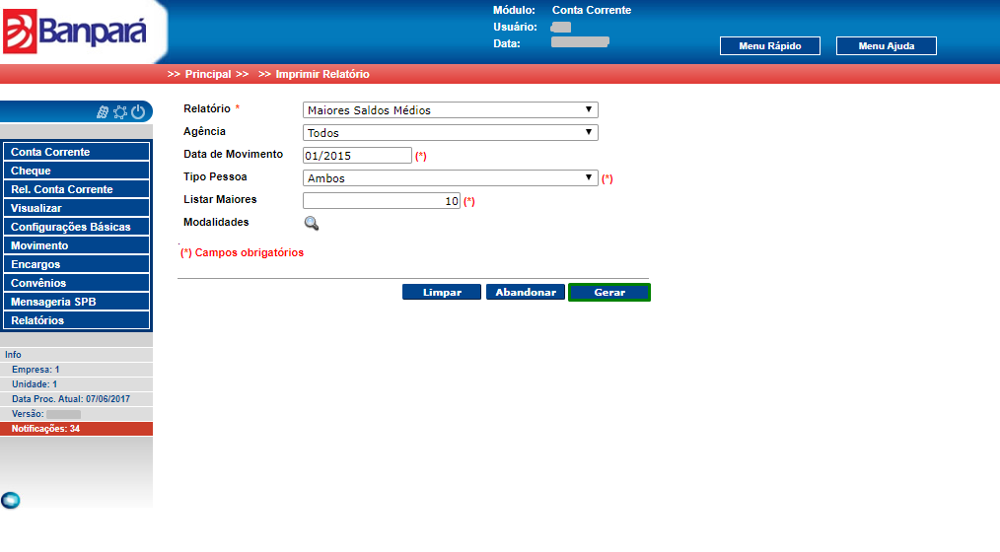 Banpará
Módulo: Conta Corrente
Usuário:
Data:
Menu Rápido
Menu Ajuda
>> Principal >> >> Imprimir Relatório
Conta Corrente
Cheque
Rel. Conta Corrente
Visualizar
Configurações Básicas
Movimento
Encargos
Convênios
Mensageria SPB
Relatórios
Info
Empresa: 1
Unidade: 1
Data Proc. Atual: 07/06/2017
Versão:
Notificações: 34
Relatório * Maiores Saldos Médios
Agência Todos
Data de Movimento 01/2015 (*)
Tipo Pessoa Ambos (*)
Listar Maiores 10 (*)
Modalidades
(*) Campos obrigatórios
Limpar Abandonar Gerar